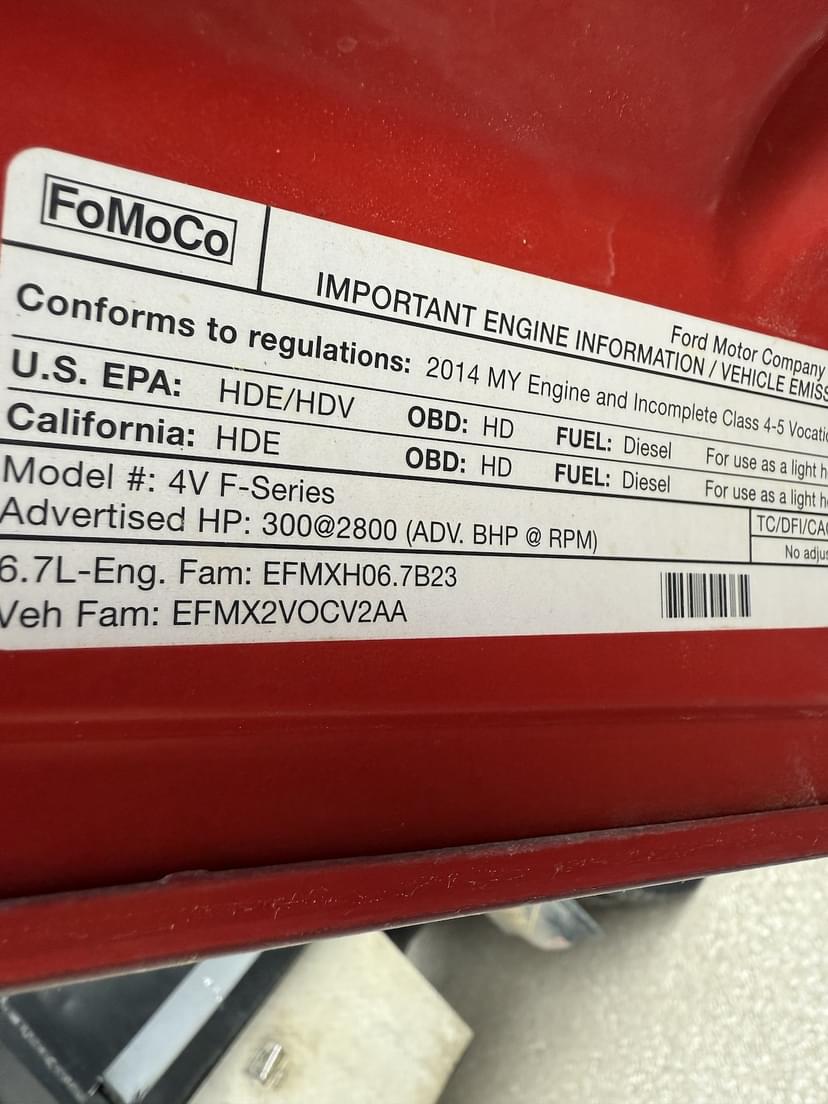 FoMoCo
Ford Motor Company
IMPORTANT ENGINE INFORMATION / VEHICLE
Conforms to regulations: 2014 MY Engine and Incomplete Class 4-5
U.S. EPA: HDE/HDV OBD: HD FUEL: Diesel For use as a light
California: HDE OBD: HD FUEL: Diesel For use as a light
Model #: 4V F-Series
Advertised HP: 300@2800 (ADV. BHP @ RPM)
TC/DFI/CAC
No
6.7L-Eng. Fam: EFMXH06.7B23
Veh Fam: EFMX2VOCV2AA